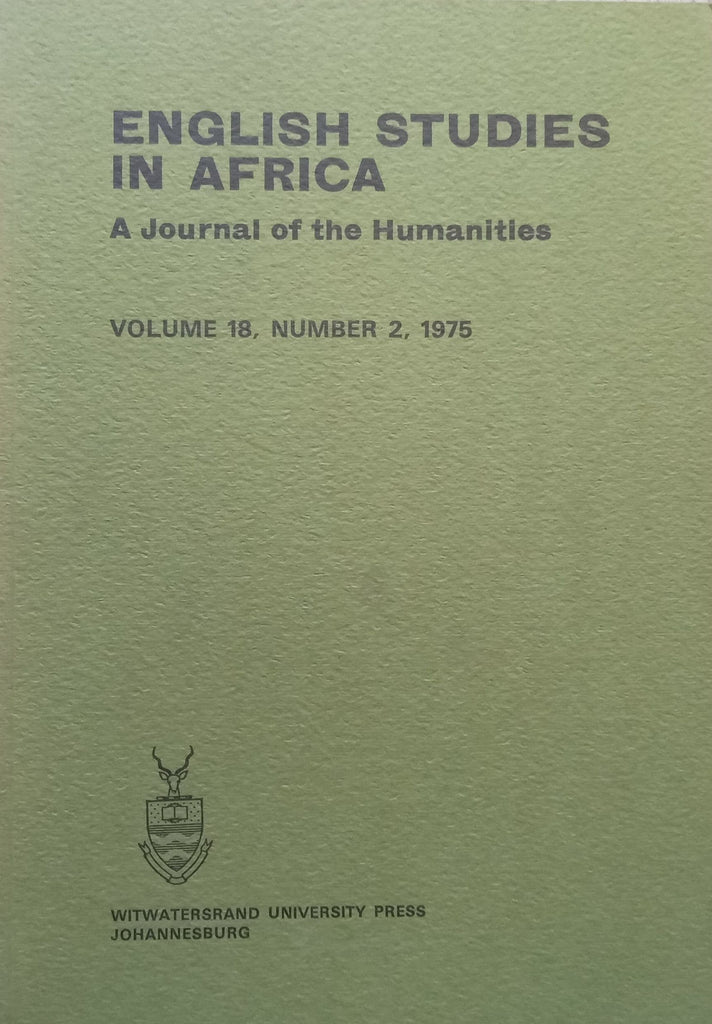 ENGLISH STUDIES
IN AFRICA
A Journal of the Humanities
VOLUME 18, NUMBER 2, 1975
WITWATERSRAND UNIVERSITY PRESS
JOHANNESBURG